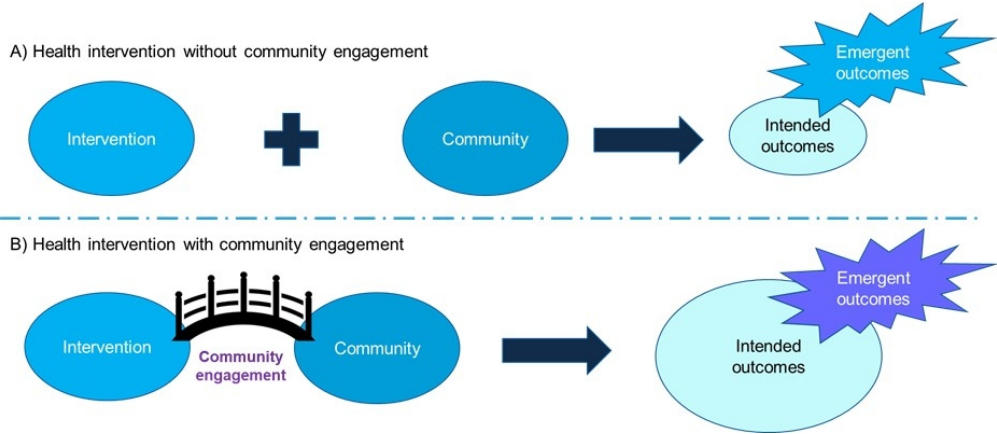 A) Health intervention without community engagement
Emergent
outcomes
Intervention
Community
Intended
outcomes
B) Health intervention with community engagement
Emergent
outcomes
Intervention
Community
engagement
Community
Intended
outcomes